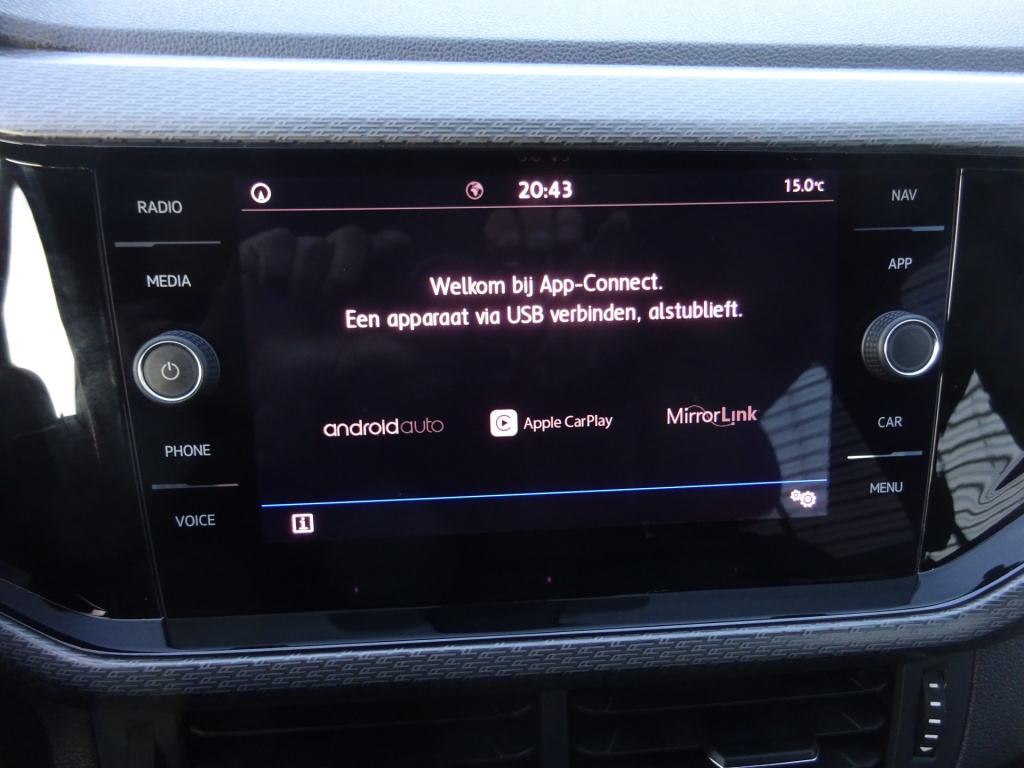 RADIO
MEDIA
PHONE
VOICE
20:43
15.0°C
Welkom bij App-Connect.
Een apparaat via USB verbinden, alstublieft.
androidauto
Apple CarPlay
MirrorLink
NAV
APP
CAR
MENU